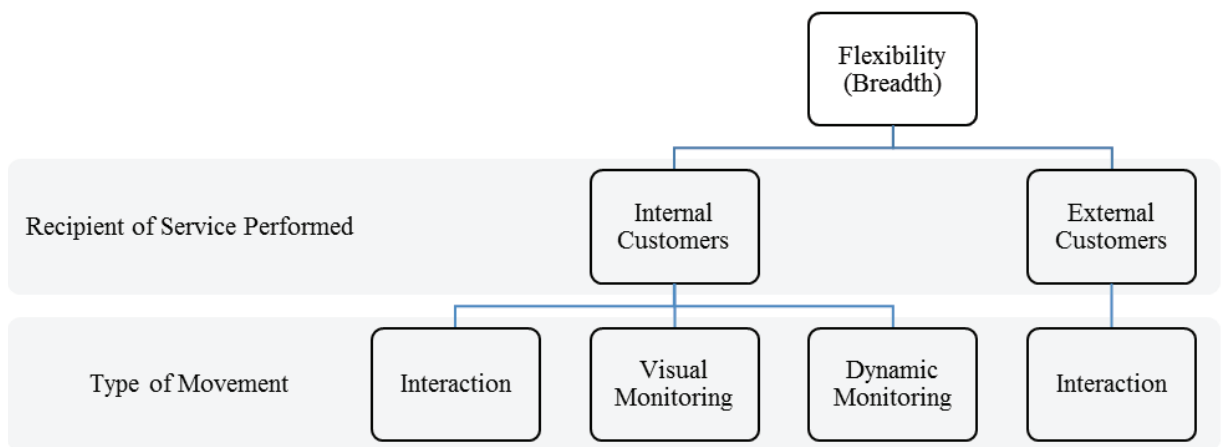 Flexibility
(Breadth)
Recipient of Service Performed
Internal
Customers
External
Customers
Type of Movement
Interaction
Visual
Monitoring
Dynamic
Monitoring
Interaction